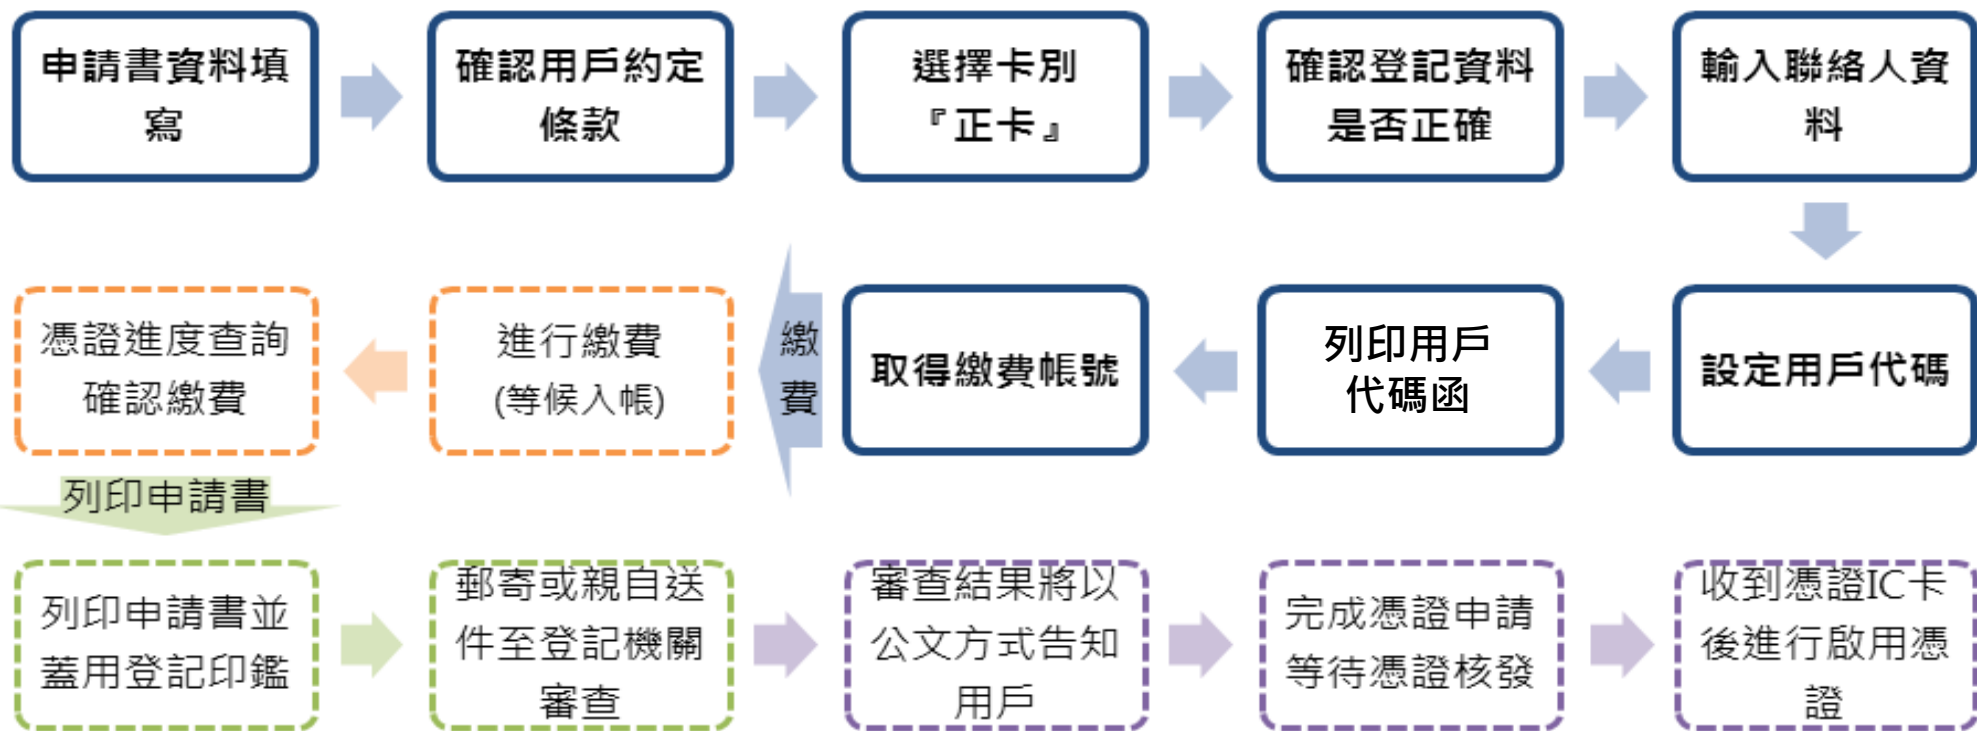 申請書資料填
寫
確認用戶約定
條款
選擇卡別
『正卡』
確認登記資料
是否正確
輸入聯絡人資
料
設定用戶代碼
列印用戶
代碼函
取得繳費帳號
繳
費
進行繳費
(等候入帳)
憑證進度查詢
確認繳費
列印申請書
列印申請書並
蓋用登記印鑑
郵寄或親自送
件至登記機關
審查
審查結果將以
公文方式告知
用戶
完成憑證申請
等待憑證核發
收到憑證IC卡
後進行啟用憑
證